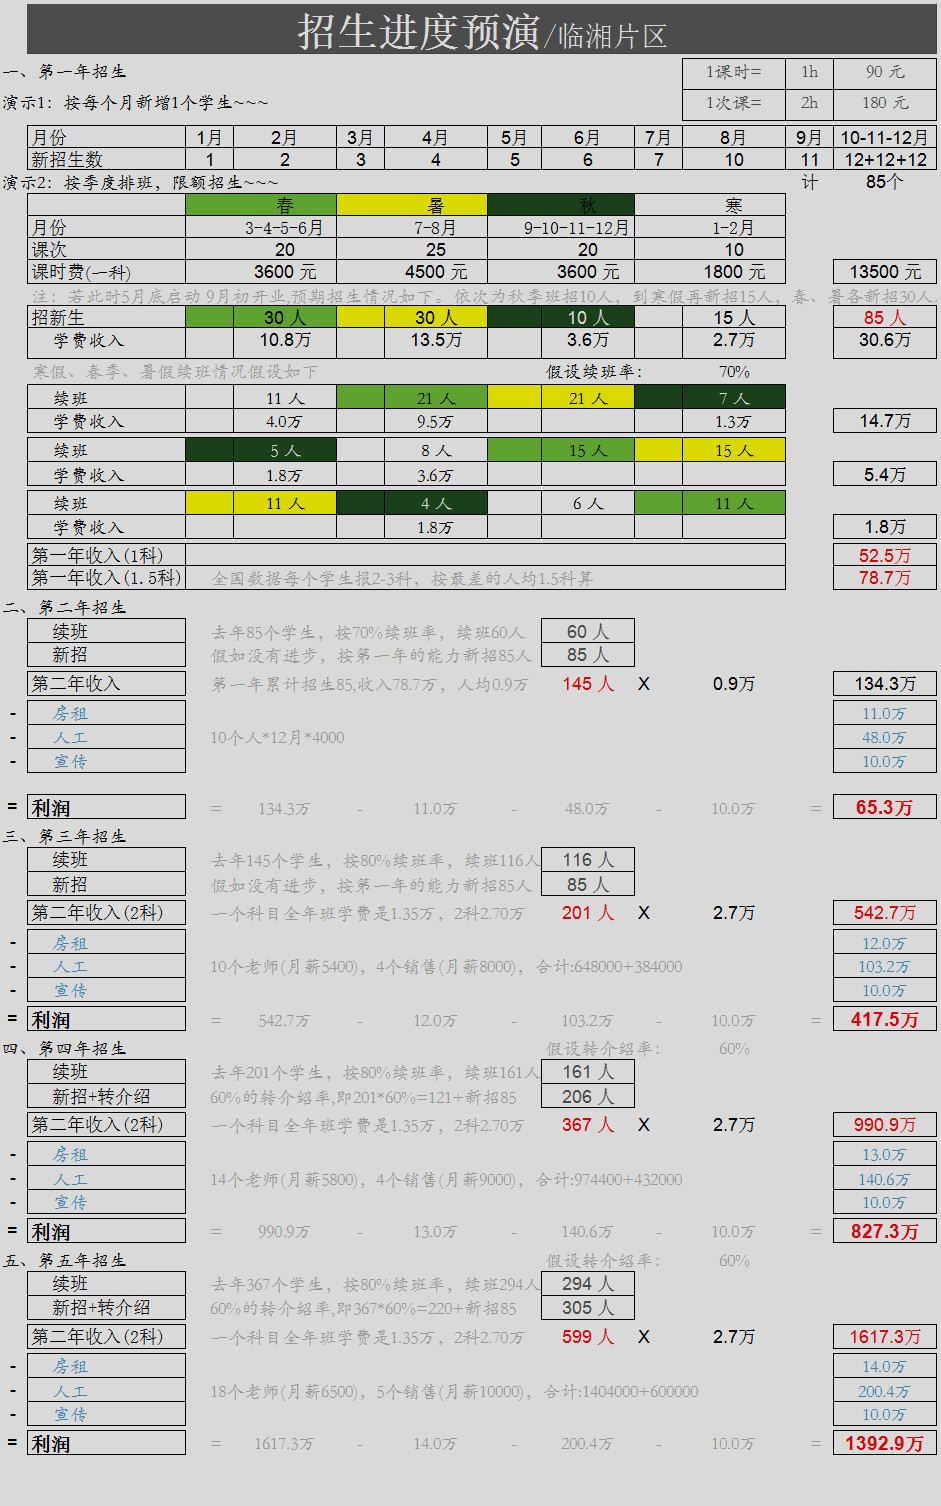 招生进度预演/临湘片区
一、第一年招生 1课时= 1h 90 元
演示1：按每个月新增1个学生~~~ 1次课= 2h 180 元
月份 1月 2月 3月 4月 5月 6月 7月 8月 9月 10-11-12月
新招生数 1 2 3 4 5 6 7 10 11 12+12+12
演示2：按季度排班，限额招生~~~ 计 85个
春 暑 秋 寒
月份 3-4-5-6月 7-8月 9-10-11-12月 1-2月
课次 20 25 20 10
课时费(一科) 3600 元 4500 元 3600 元 1800 元 13500 元
注：若此时5月底启动 9月初开业,预期招生情况如下。依次为秋季班招10人，到寒假再新招15人，春、暑各新招30人.
招新生 30 人 30 人 10 人 15 人 85 人
学费收入 10.8万 13.5万 3.6万 2.7万 30.6万
寒假、春季、暑假续班情况假设如下 假设续班率： 70%
续班 11 人 21 人 21 人 7 人
学费收入 4.0万 9.5万 1.3万 14.7万
续班 5 人 8 人 15 人 15 人
学费收入 1.8万 3.6万 5.4万
续班 11 人 4 人 6 人 11 人
学费收入 1.8万 1.8万
第一年收入(1科) 52.5万
第一年收入(1.5科) 全国数据每个学生报2-3科，按最差的人均1.5科算 78.7万
二、第二年招生
续班 去年85个学生，按70%续班率，续班60人 60 人
新招 假如没有进步，按第一年的能力新招85人 85 人
第二年收入 第一年累计招生85,收入78.7万，人均0.9万 145 人 X 0.9万 134.3万
- 房租 11.0万
- 人工 10个人*12月*4000 48.0万
- 宣传 10.0万
= 利润 = 134.3万 - 11.0万 - 48.0万 - 10.0万 = 65.3万
三、第三年招生
续班 去年145个学生，按80%续班率，续班116人 116 人
新招 假如没有进步，按第一年的能力新招85人 85 人
第二年收入(2科) 一个科目全年班学费是1.35万，2科2.70万 201 人 X 2.7万 542.7万
- 房租 12.0万
- 人工 10个老师(月薪5400)，4个销售(月薪8000)，合计:648000+384000 103.2万
- 宣传 10.0万
= 利润 = 542.7万 - 12.0万 - 103.2万 - 10.0万 = 417.5万
四、第四年招生 假设转介绍率： 60%
续班 去年201个学生，按80%续班率，续班161人 161 人
新招+转介绍 60%的转介绍率,即201*60%=121+新招85 206 人
第二年收入(2科) 一个科目全年班学费是1.35万，2科2.70万 367 人 X 2.7万 990.9万
- 房租 13.0万
- 人工 14个老师(月薪5800)，4个销售(月薪9000)，合计:974400+432000 140.6万
- 宣传 10.0万
= 利润 = 990.9万 - 13.0万 - 140.6万 - 10.0万 = 827.3万
五、第五年招生 假设转介绍率： 60%
续班 去年367个学生，按80%续班率，续班294人 294 人
新招+转介绍 60%的转介绍率,即367*60%=220+新招85 305 人
第二年收入(2科) 一个科目全年班学费是1.35万，2科2.70万 599 人 X 2.7万 1617.3万
- 房租 14.0万
- 人工 18个老师(月薪6500)，5个销售(月薪10000)，合计:1404000+600000 200.4万
- 宣传 10.0万
= 利润 = 1617.3万 - 14.0万 - 200.4万 - 10.0万 = 1392.9万